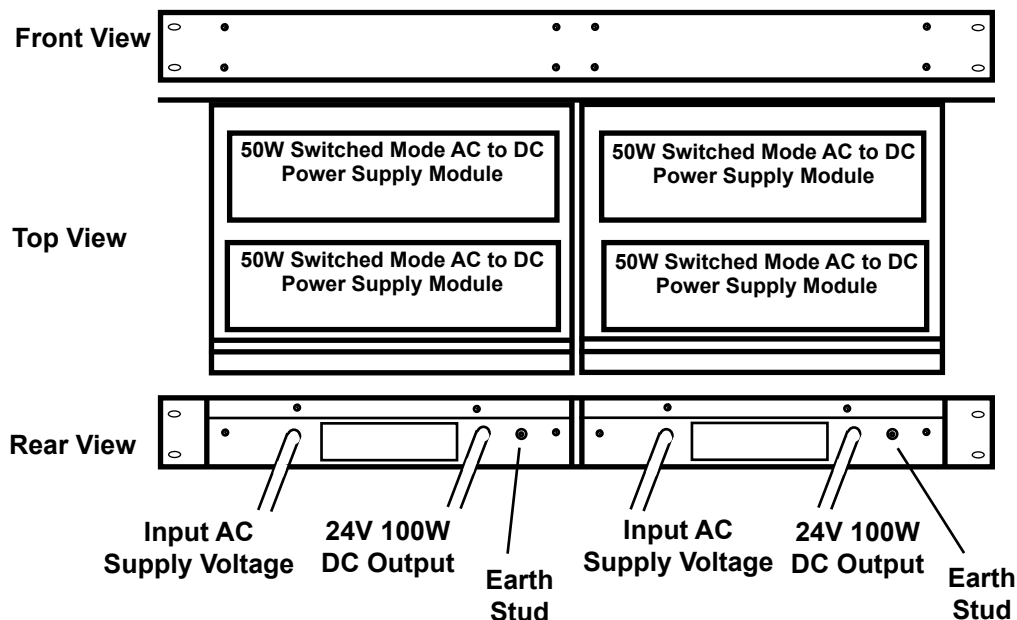 Front View
50W Switched Mode AC to DC
Power Supply Module
50W Switched Mode AC to DC
Power Supply Module
Top View
50W Switched Mode AC to DC
Power Supply Module
50W Switched Mode AC to DC
Power Supply Module
Rear View
Input AC
Supply Voltage
24V 100W
DC Output
Earth
Stud
Input AC
Supply Voltage
24V 100W
DC Output
Earth
Stud